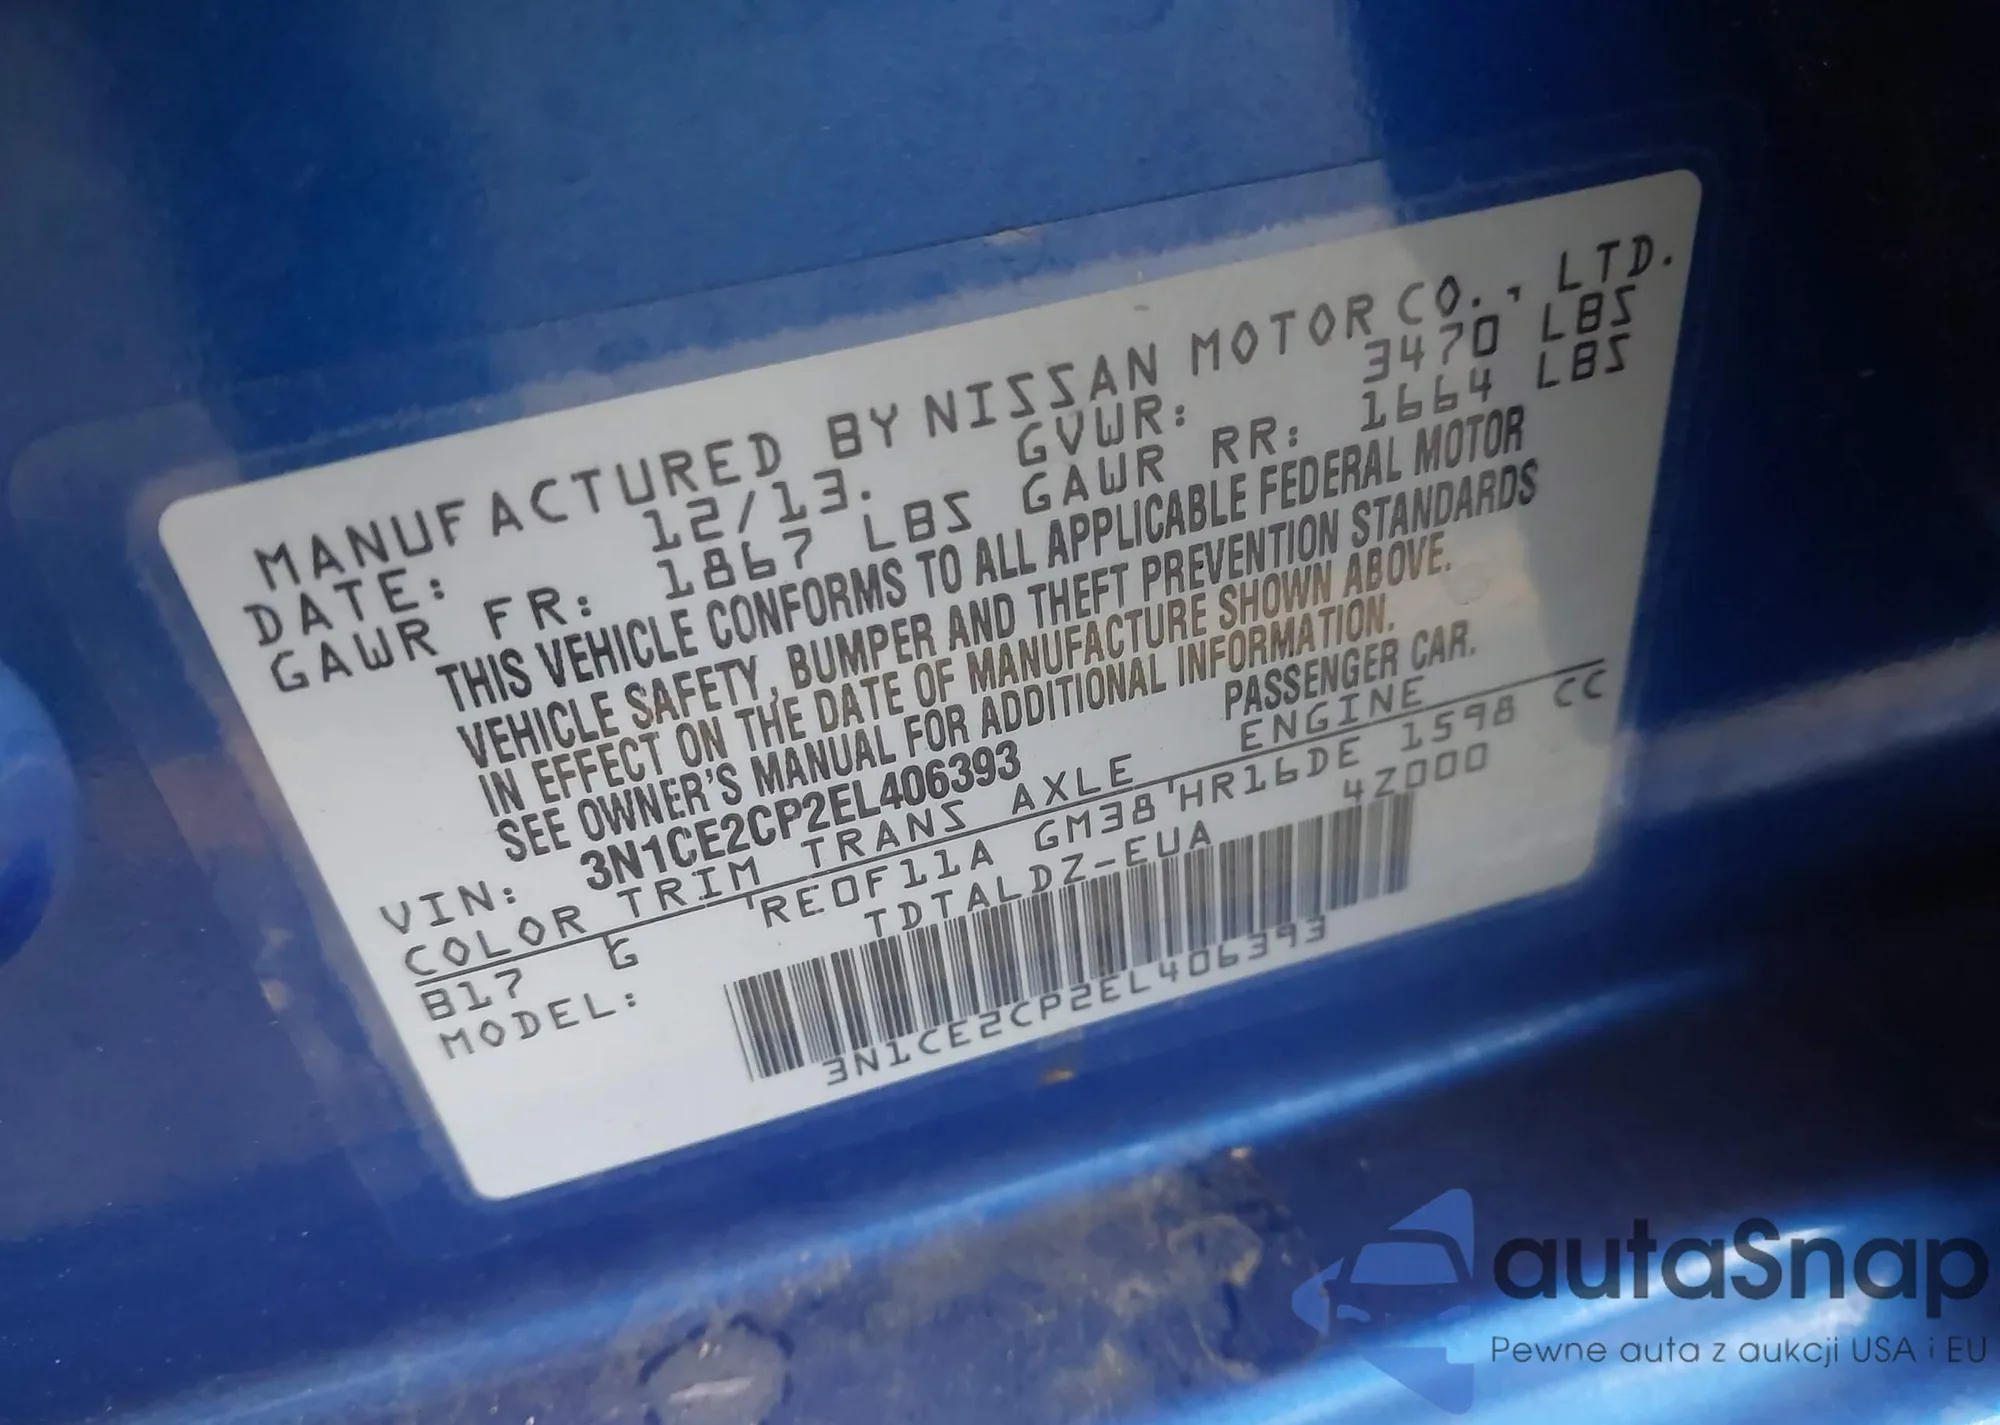 MANUFACTURED BY NISSAN MOTOR CO., LTD.
DATE: 12/13. GVWR: 3470 LBS
GAWR FR: 1867 LBS GAWR RR: 1664 LBS
THIS VEHICLE CONFORMS TO ALL APPLICABLE FEDERAL MOTOR
VEHICLE SAFETY, BUMPER AND THEFT PREVENTION STANDARDS
IN EFFECT ON THE DATE OF MANUFACTURE SHOWN ABOVE.
SEE OWNER'S MANUAL FOR ADDITIONAL INFORMATION.
VIN: 3N1CE2CP2EL406393 PASSENGER CAR.
COLOR TRIM TRANS AXLE ENGINE
B17 G RE0F11A GM38 HR16DE 1598 CC
MODEL: TDTALDZ-EUA 4Z000
3N1CE2CP2EL406393
autaSnap
Pewne auta z aukcji USA i EU